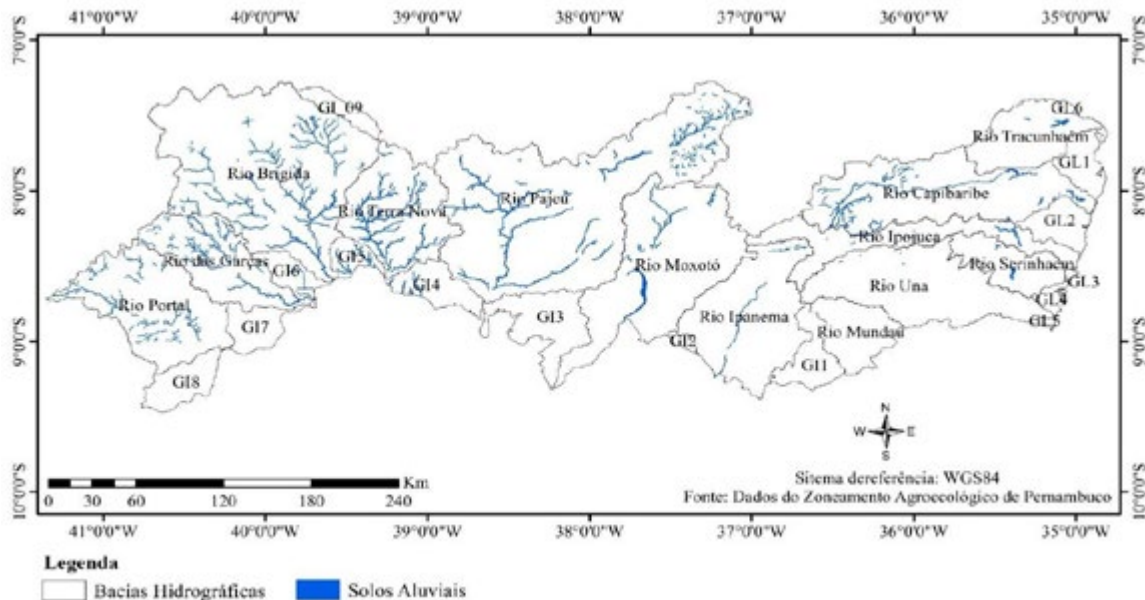 41°0'0"W 40°0'0"W 39°0'0"W 38°0'0"W 37°0'0"W 36°0'0"W 35°0'0"W
7°0'0"S 7°0'0"S
GI_09
GL6
Rio Tracunhaém
GL1
Rio Brígida
8°0'0"S 8°0'0"S
Rio Terra Nova
Rio Pajeú
Rio Capibaribe
GL2
Rio Ipojuca
Rio das Garças
GI6
GI5
GI4
Rio Moxotó
Rio Serinhaém
GL3
Rio Una
GL4
GL5
Rio Portal
GI7
GI3
Rio Ipanema
Rio Mundaú
9°0'0"S 9°0'0"S
GI2
GI1
GI8
N
W E
S
Km
0 30 60 120 180 240
Sitema dereferência: WGS84
Fonte: Dados do Zoneamento Agroecológico de Pernambuco
10°0'0"S 10°0'0"S
41°0'0"W 40°0'0"W 39°0'0"W 38°0'0"W 37°0'0"W 36°0'0"W 35°0'0"W
Legenda
Bacias Hidrográficas Solos Aluviais